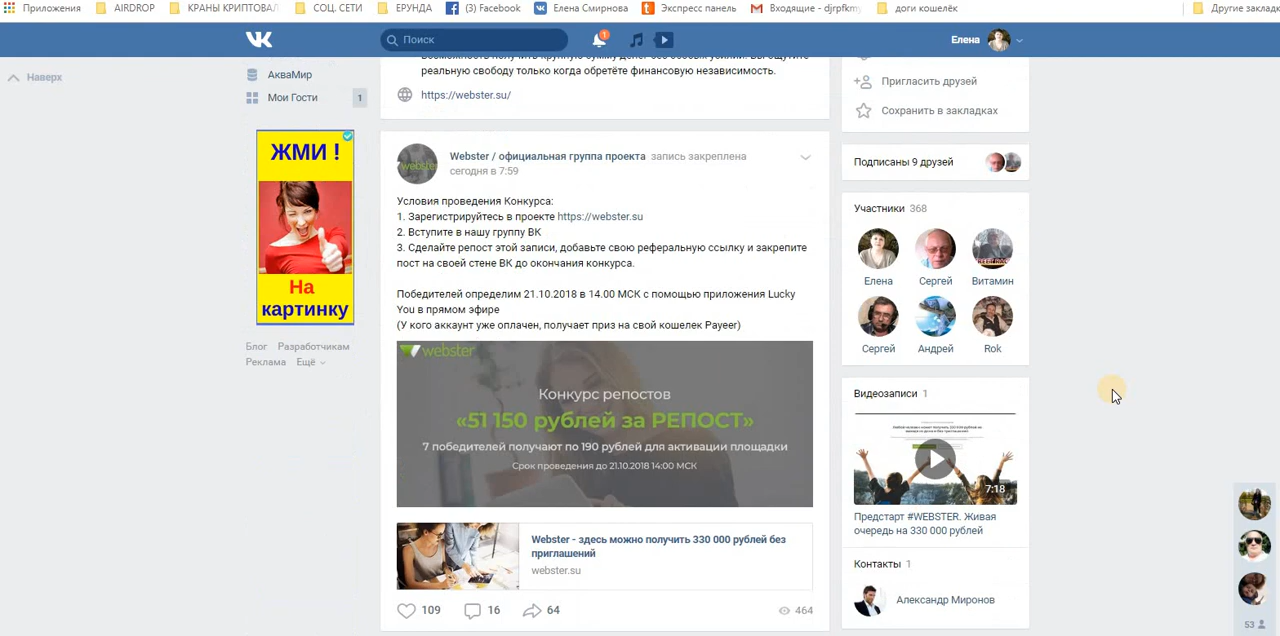 Приложения
AIRDROP
КРАНЫ КРИПТОВАЛ
СОЦ. СЕТИ
ЕРУНДА
(3) Facebook
Елена Смирнова
Экспресс панель
Входящие - djrpfkm
доги кошелёк
Другие заклад
Поиск
1
Елена
Наверх
АкваМир
Мои Гости 1
ЖМИ !
На
картинку
Блог Разработчикам
Реклама Ещё
реальную свободу только когда обретёте финансовую независимость.
https://webster.su/
webster
Webster / официальная группа проекта запись закреплена
сегодня в 7:59
Условия проведения Конкурса:
1. Зарегистрируйтесь в проекте https://webster.su
2. Вступите в нашу группу ВК
3. Сделайте репост этой записи, добавьте свою реферальную ссылку и закрепите
пост на своей стене ВК до окончания конкурса.
Победителей определим 21.10.2018 в 14.00 МСК с помощью приложения Lucky
You в прямом эфире
(У кого аккаунт уже оплачен, получает приз на свой кошелек Payeer)
webster
Конкурс репостов
«51 150 рублей за РЕПОСТ»
7 победителей получают по 190 рублей для активации площадки
Срок проведения до 21.10.2018 14:00 МСК
Webster - здесь можно получить 330 000 рублей без
приглашений
webster.su
109
16
64
464
Пригласить друзей
Сохранить в закладках
Подписаны 9 друзей
Участники 368
Елена
Сергей
Витамин
Сергей
Андрей
Rok
Видеозаписи 1
7:18
Предстарт #WEBSTER. Живая
очередь на 330 000 рублей
Контакты 1
Александр Миронов
53